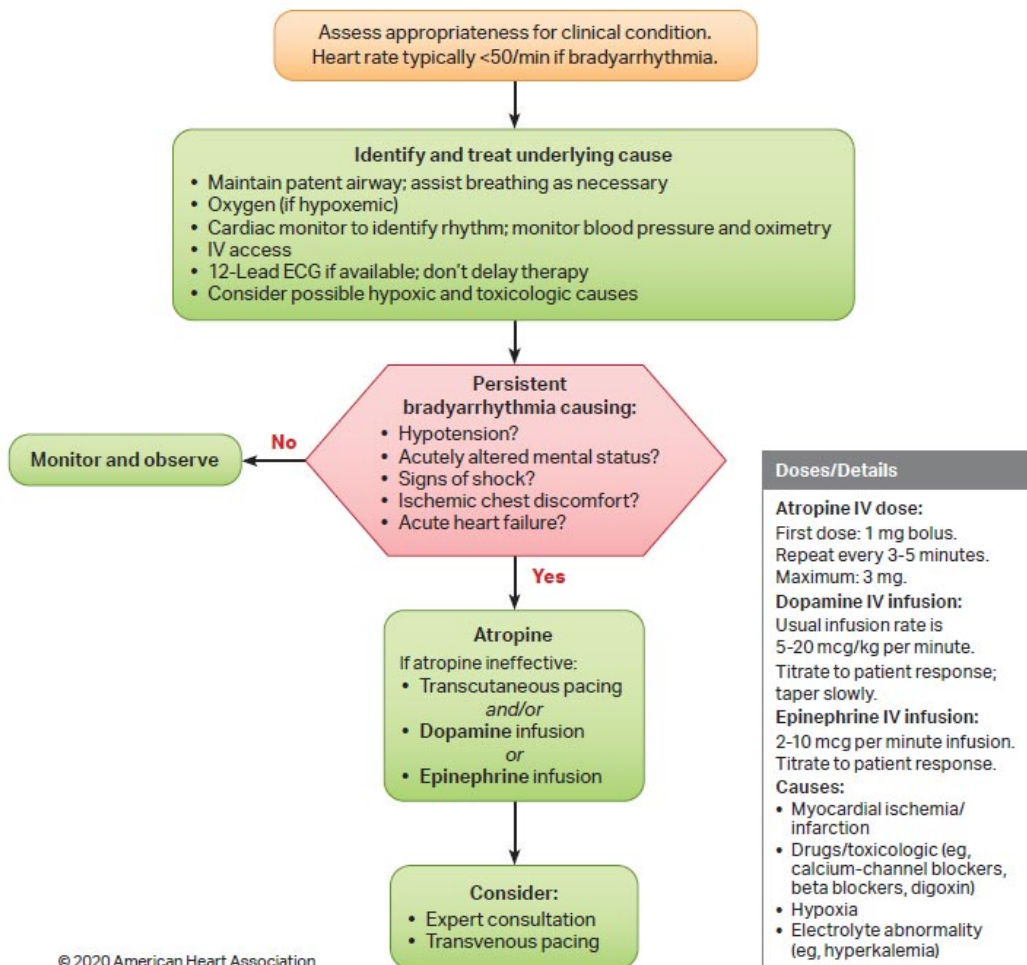 Assess appropriateness for clinical condition.
Heart rate typically <50/min if bradyarrhythmia.
Identify and treat underlying cause
• Maintain patent airway; assist breathing as necessary
• Oxygen (if hypoxemic)
• Cardiac monitor to identify rhythm; monitor blood pressure and oximetry
• IV access
• 12-Lead ECG if available; don't delay therapy
• Consider possible hypoxic and toxicologic causes
Persistent
bradyarrhythmia causing:
• Hypotension?
• Acutely altered mental status?
• Signs of shock?
• Ischemic chest discomfort?
• Acute heart failure?
No
Monitor and observe
Yes
Atropine
If atropine ineffective:
• Transcutaneous pacing
and/or
• Dopamine infusion
or
• Epinephrine infusion
Consider:
• Expert consultation
• Transvenous pacing
Doses/Details
Atropine IV dose:
First dose: 1 mg bolus.
Repeat every 3-5 minutes.
Maximum: 3 mg.
Dopamine IV infusion:
Usual infusion rate is
5-20 mcg/kg per minute.
Titrate to patient response;
taper slowly.
Epinephrine IV infusion:
2-10 mcg per minute infusion.
Titrate to patient response.
Causes:
• Myocardial ischemia/
infarction
• Drugs/toxicologic (eg,
calcium-channel blockers,
beta blockers, digoxin)
• Hypoxia
• Electrolyte abnormality
(eg, hyperkalemia)
© 2020 American Heart Association